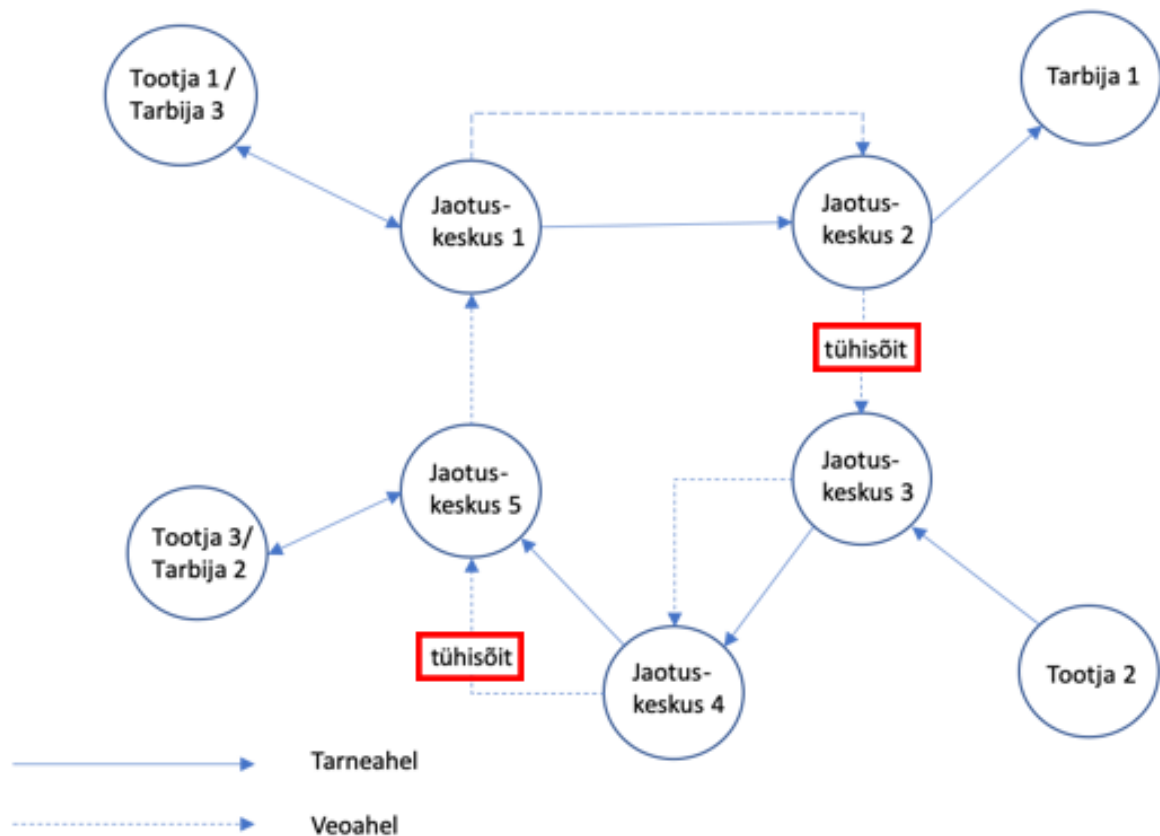 Tootja 1 /
Tarbija 3
Tarbija 1
Jaotus-
keskus 1
Jaotus-
keskus 2
tühisõit
Jaotus-
keskus 5
Jaotus-
keskus 3
Tootja 3/
Tarbija 2
tühisõit
Jaotus-
keskus 4
Tootja 2
Tarneahel
Veoahel